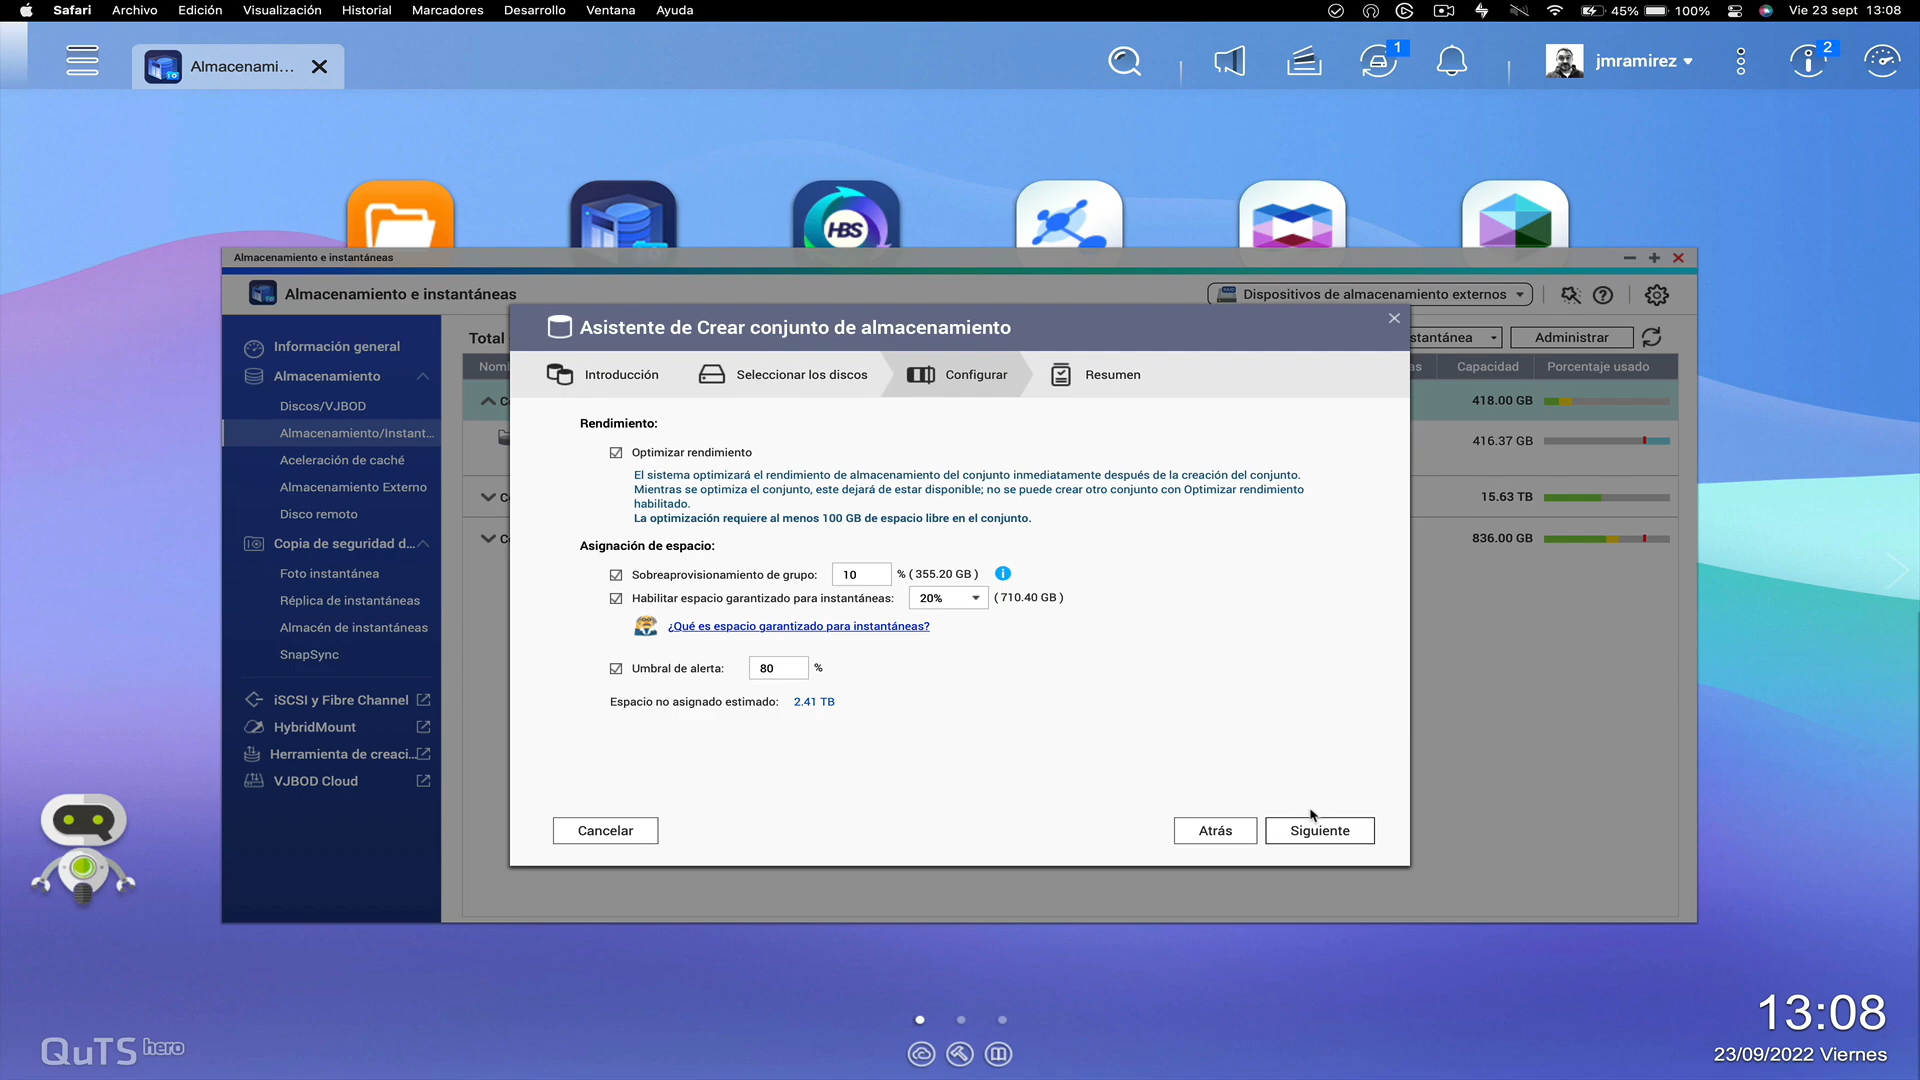 Safari Archivo Edición Visualización Historial Marcadores Desarrollo Ventana Ayuda 45% 100% Vie 23 sept 13:08
Almacenami... 1 jmramirez 2
HBS
Almacenamiento e instantáneas
Almacenamiento e instantáneas Dispositivos de almacenamiento externos
Asistente de Crear conjunto de almacenamiento
Introducción Seleccionar los discos Configurar Resumen
Rendimiento:
Optimizar rendimiento
El sistema optimizará el rendimiento de almacenamiento del conjunto inmediatamente después de la creación del conjunto.
Mientras se optimiza el conjunto, este dejará de estar disponible; no se puede crear otro conjunto con Optimizar rendimiento
habilitado.
La optimización requiere al menos 100 GB de espacio libre en el conjunto.
Asignación de espacio:
Sobreaprovisionamiento de grupo: 10 % ( 355.20 GB )
Habilitar espacio garantizado para instantáneas: 20% ( 710.40 GB )
¿Qué es espacio garantizado para instantáneas?
Umbral de alerta: 80 %
Espacio no asignado estimado: 2.41 TB
Cancelar Atrás Siguiente
Información general
Almacenamiento
Discos/VJBOD
Almacenamiento/Instant...
Aceleración de caché
Almacenamiento Externo
Disco remoto
Copia de seguridad d...
Foto instantánea
Réplica de instantáneas
Almacén de instantáneas
SnapSync
iSCSI y Fibre Channel
HybridMount
Herramienta de creaci...
VJBOD Cloud
Total
stantánea Administrar
Nom as Capacidad Porcentaje usado
C 418.00 GB
416.37 GB
C 15.63 TB
C 836.00 GB
QuTS hero
13:08
23/09/2022 Viernes